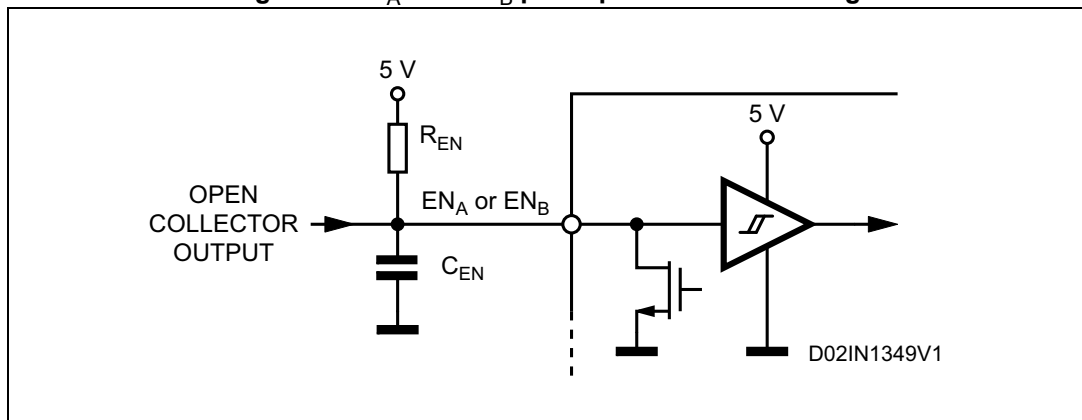 A
B
5 V
R_EN
5 V
OPEN
COLLECTOR
OUTPUT
EN_A or EN_B
C_EN
D02IN1349V1